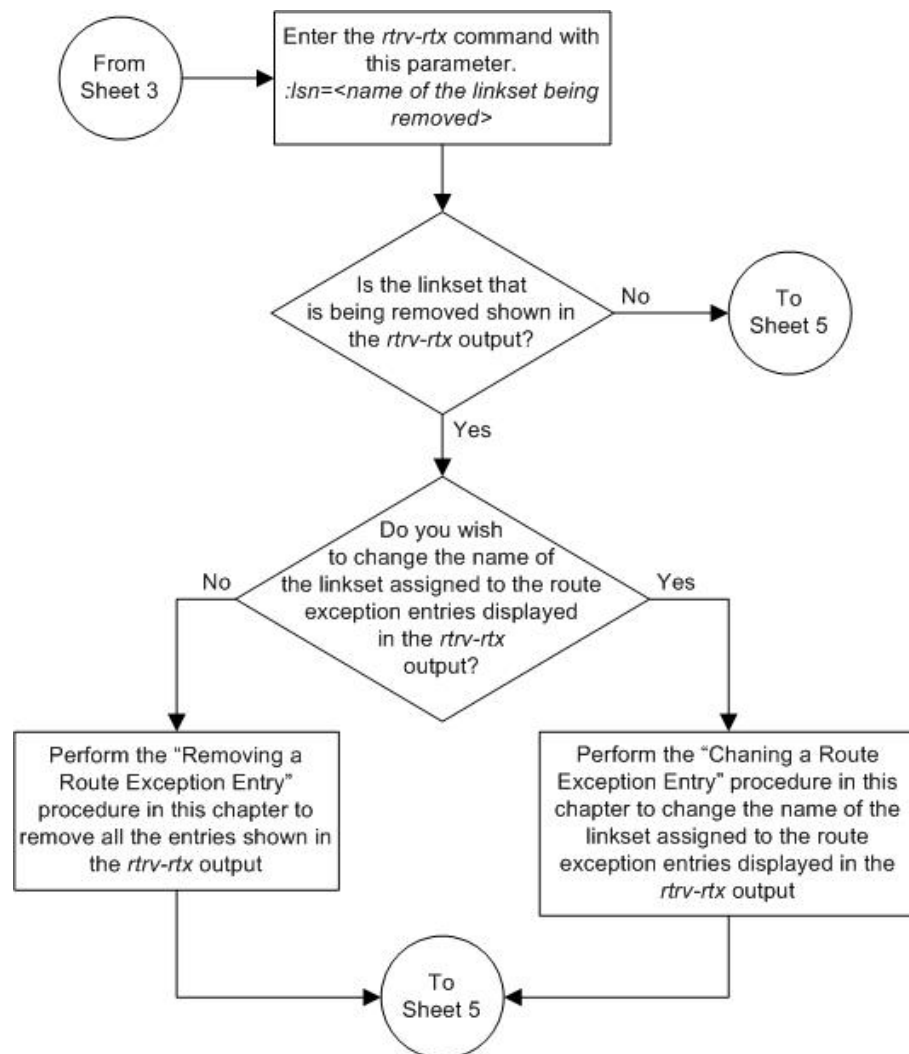 From
Sheet 3
Enter the rtrv-rtx command with
this parameter.
:lsn=<name of the linkset being
removed>
Is the linkset that
is being removed shown in
the rtrv-rtx output?
No
To
Sheet 5
Yes
Do you wish
to change the name of
the linkset assigned to the route
exception entries displayed
in the rtrv-rtx
output?
No
Yes
Perform the “Removing a
Route Exception Entry”
procedure in this chapter to
remove all the entries shown in
the rtrv-rtx output
Perform the “Chaning a Route
Exception Entry” procedure in this
chapter to change the name of the
linkset assigned to the route
exception entries displayed in the
rtrv-rtx output
To
Sheet 5